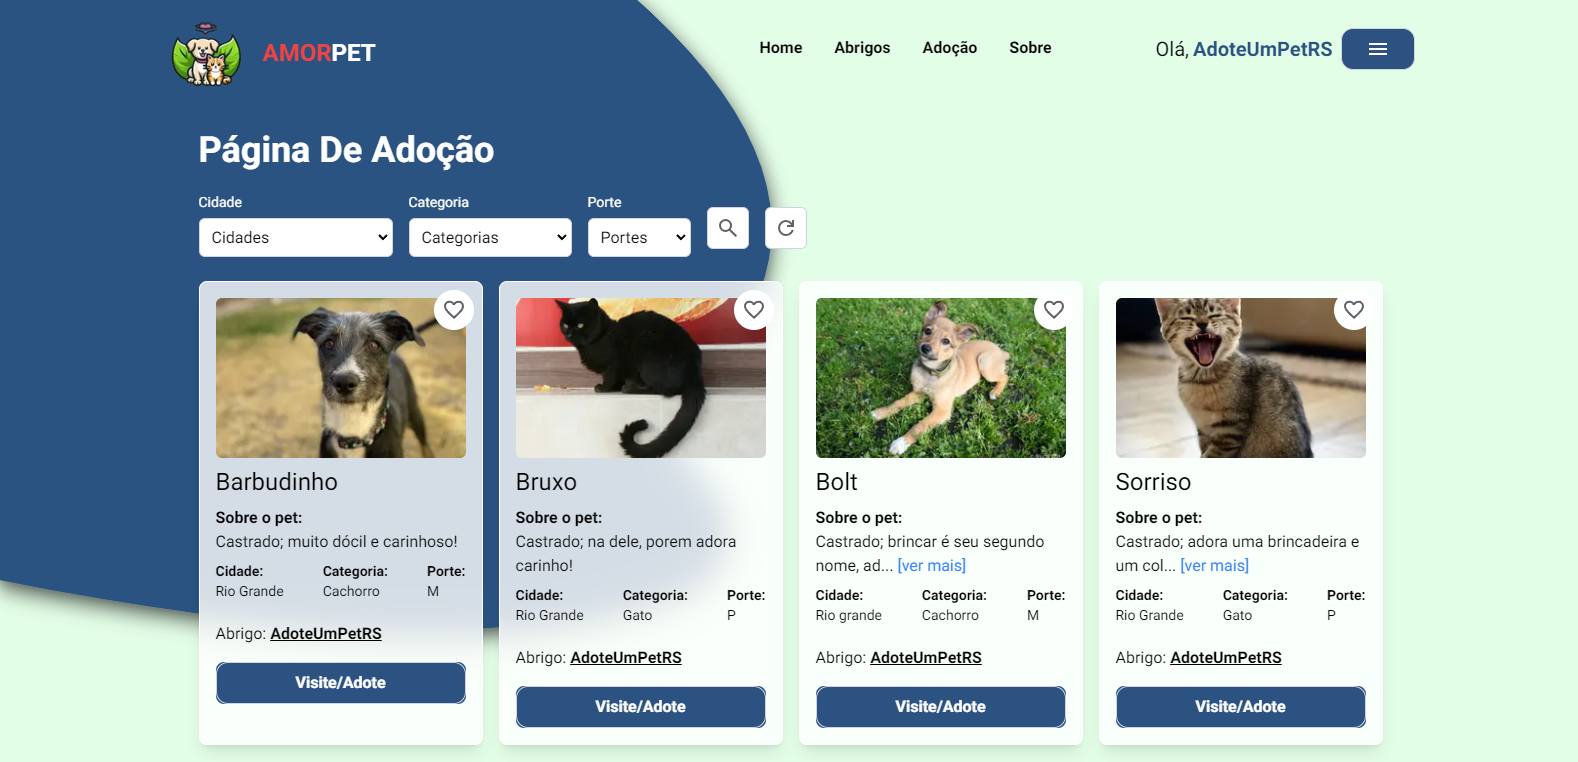 AMORPET
Home Abrigos Adoção Sobre
Olá, AdoteUmPetRS
Página De Adoção
Cidade Categoria Porte
Cidades Categorias Portes
Barbudinho
Sobre o pet:
Castrado; muito dócil e carinhoso!
Cidade: Categoria: Porte:
Rio Grande Cachorro M
Abrigo: AdoteUmPetRS
Visite/Adote
Bruxo
Sobre o pet:
Castrado; na dele, porem adora
carinho!
Cidade: Categoria: Porte:
Rio Grande Gato P
Abrigo: AdoteUmPetRS
Visite/Adote
Bolt
Sobre o pet:
Castrado; brincar é seu segundo
nome, ad... [ver mais]
Cidade: Categoria: Porte:
Rio grande Cachorro M
Abrigo: AdoteUmPetRS
Visite/Adote
Sorriso
Sobre o pet:
Castrado; adora uma brincadeira e
um col... [ver mais]
Cidade: Categoria: Porte:
Rio Grande Gato P
Abrigo: AdoteUmPetRS
Visite/Adote